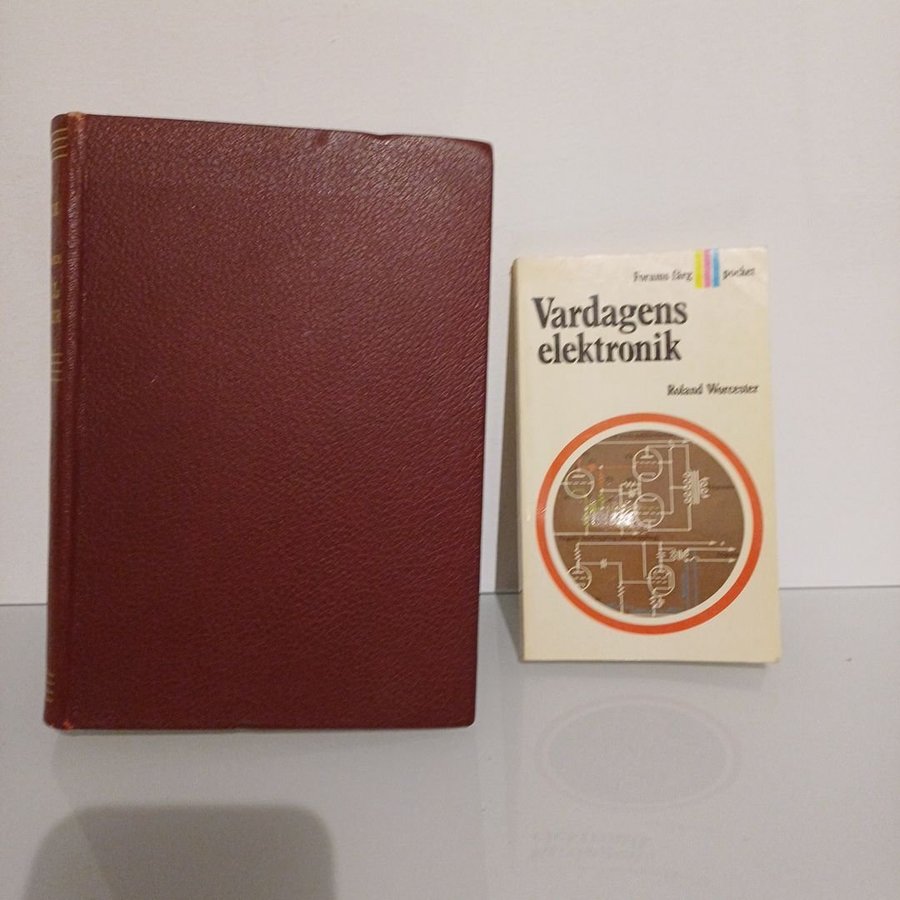 Forums färg pocket
Vardagens
elektronik
Roland Worcester